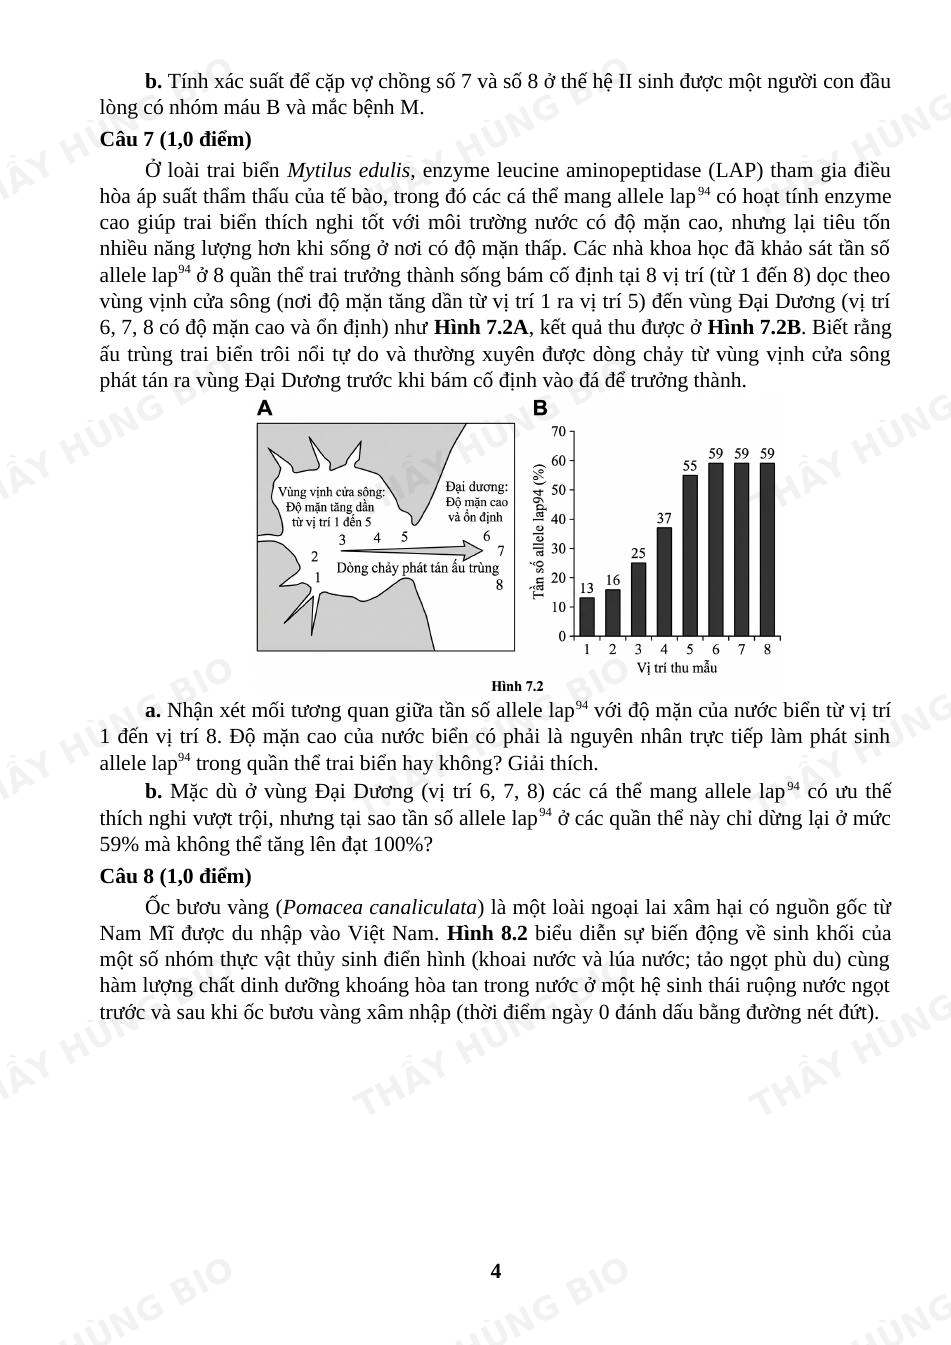 b. Tính xác suất để cặp vợ chồng số 7 và số 8 ở thế hệ II sinh được một người con đầu
lòng có nhóm máu B và mắc bệnh M.
Câu 7 (1,0 điểm)
Ở loài trai biển Mytilus edulis, enzyme leucine aminopeptidase (LAP) tham gia điều
hòa áp suất thẩm thấu của tế bào, trong đó các cá thể mang allele lap⁹⁴ có hoạt tính enzyme
cao giúp trai biển thích nghi tốt với môi trường nước có độ mặn cao, nhưng lại tiêu tốn
nhiều năng lượng hơn khi sống ở nơi có độ mặn thấp. Các nhà khoa học đã khảo sát tần số
allele lap⁹⁴ ở 8 quần thể trai trưởng thành sống bám cố định tại 8 vị trí (từ 1 đến 8) dọc theo
vùng vịnh cửa sông (nơi độ mặn tăng dần từ vị trí 1 ra vị trí 5) đến vùng Đại Dương (vị trí
6, 7, 8 có độ mặn cao và ổn định) như Hình 7.2A, kết quả thu được ở Hình 7.2B. Biết rằng
ấu trùng trai biển trôi nổi tự do và thường xuyên được dòng chảy từ vùng vịnh cửa sông
phát tán ra vùng Đại Dương trước khi bám cố định vào đá để trưởng thành.
A
Vùng vịnh cửa sông:
Độ mặn tăng dần
từ vị trí 1 đến 5
Đại dương:
Độ mặn cao
và ổn định
1
2
3
4
5
6
7
8
Dòng chảy phát tán ấu trùng
B
Tần số allele lap94 (%)
70
60
50
40
30
20
10
0
13 16 25 37 55 59 59 59
1 2 3 4 5 6 7 8
Vị trí thu mẫu
Hình 7.2
a. Nhận xét mối tương quan giữa tần số allele lap⁹⁴ với độ mặn của nước biển từ vị trí
1 đến vị trí 8. Độ mặn cao của nước biển có phải là nguyên nhân trực tiếp làm phát sinh
allele lap⁹⁴ trong quần thể trai biển hay không? Giải thích.
b. Mặc dù ở vùng Đại Dương (vị trí 6, 7, 8) các cá thể mang allele lap⁹⁴ có ưu thế
thích nghi vượt trội, nhưng tại sao tần số allele lap⁹⁴ ở các quần thể này chỉ dừng lại ở mức
59% mà không thể tăng lên đạt 100%?
Câu 8 (1,0 điểm)
Ốc bươu vàng (Pomacea canaliculata) là một loài ngoại lai xâm hại có nguồn gốc từ
Nam Mĩ được du nhập vào Việt Nam. Hình 8.2 biểu diễn sự biến động về sinh khối của
một số nhóm thực vật thủy sinh điển hình (khoai nước và lúa nước; tảo ngọt phù du) cùng
hàm lượng chất dinh dưỡng khoáng hòa tan trong nước ở một hệ sinh thái ruộng nước ngọt
trước và sau khi ốc bươu vàng xâm nhập (thời điểm ngày 0 đánh dấu bằng đường nét đứt).
4
THẦY HÙNG BIO